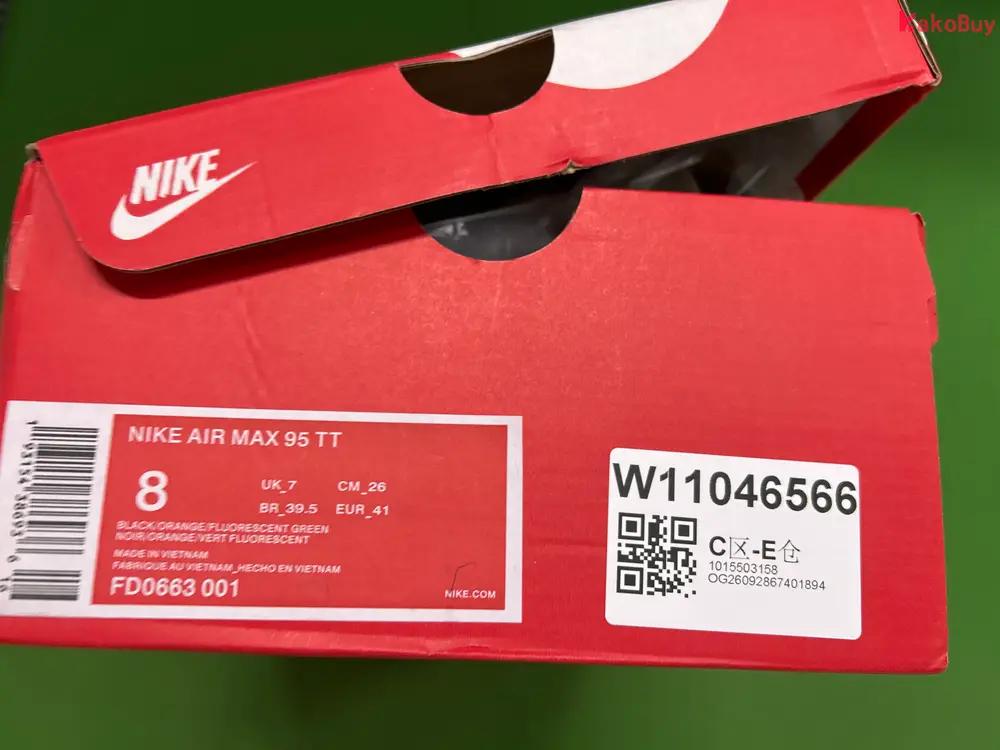 KakoBuy
NIKE
NIKE AIR MAX 95 TT
8
UK_7 CM_26
BR_39.5 EUR_41
BLACK/ORANGE/FLUORESCENT GREEN
NOIR/ORANGE/VERT FLUORESCENT
MADE IN VIETNAM
FABRIQUE AU VIETNAM_HECHO EN VIETNAM
FD0663 001
NIKE.COM
W11046566
C区-E仓
1015503158
OG26092867401894